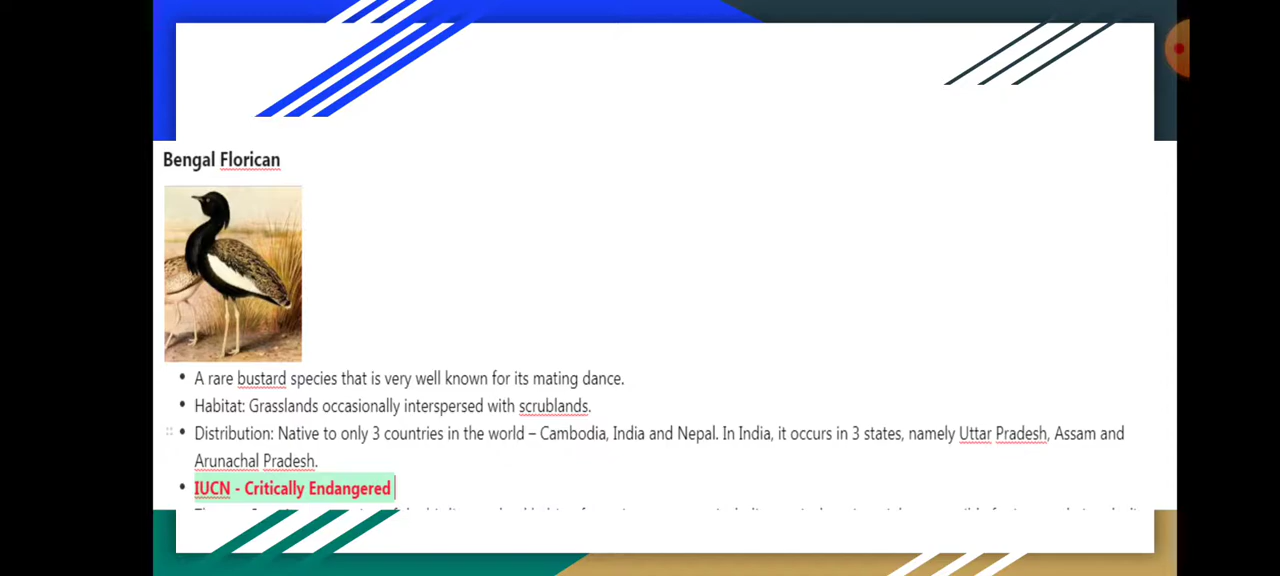 Bengal Florican
• A rare bustard species that is very well known for its mating dance.
• Habitat: Grasslands occasionally interspersed with scrublands.
• Distribution: Native to only 3 countries in the world – Cambodia, India and Nepal. In India, it occurs in 3 states, namely Uttar Pradesh, Assam and
Arunachal Pradesh.
• IUCN - Critically Endangered